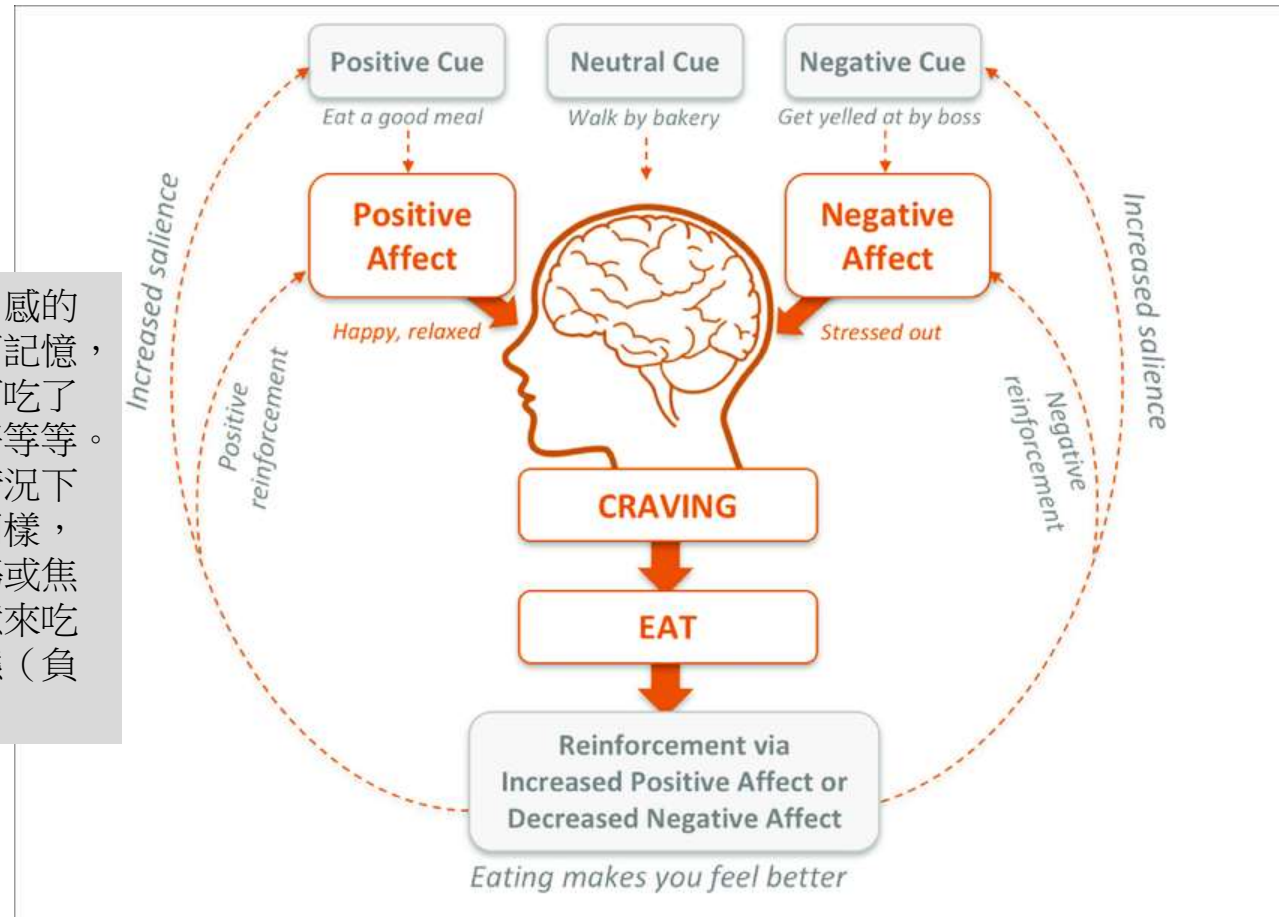 Positive Cue
Eat a good meal
Neutral Cue
Walk by bakery
Negative Cue
Get yelled at by boss
Positive
Affect
Happy, relaxed
Negative
Affect
Stressed out
Increased salience
Positive
reinforcement
Increased salience
Negative
reinforcement
感的
記憶，
吃了
等等。
況下
樣，
或焦
來吃
（負
CRAVING
EAT
Reinforcement via
Increased Positive Affect or
Decreased Negative Affect
Eating makes you feel better